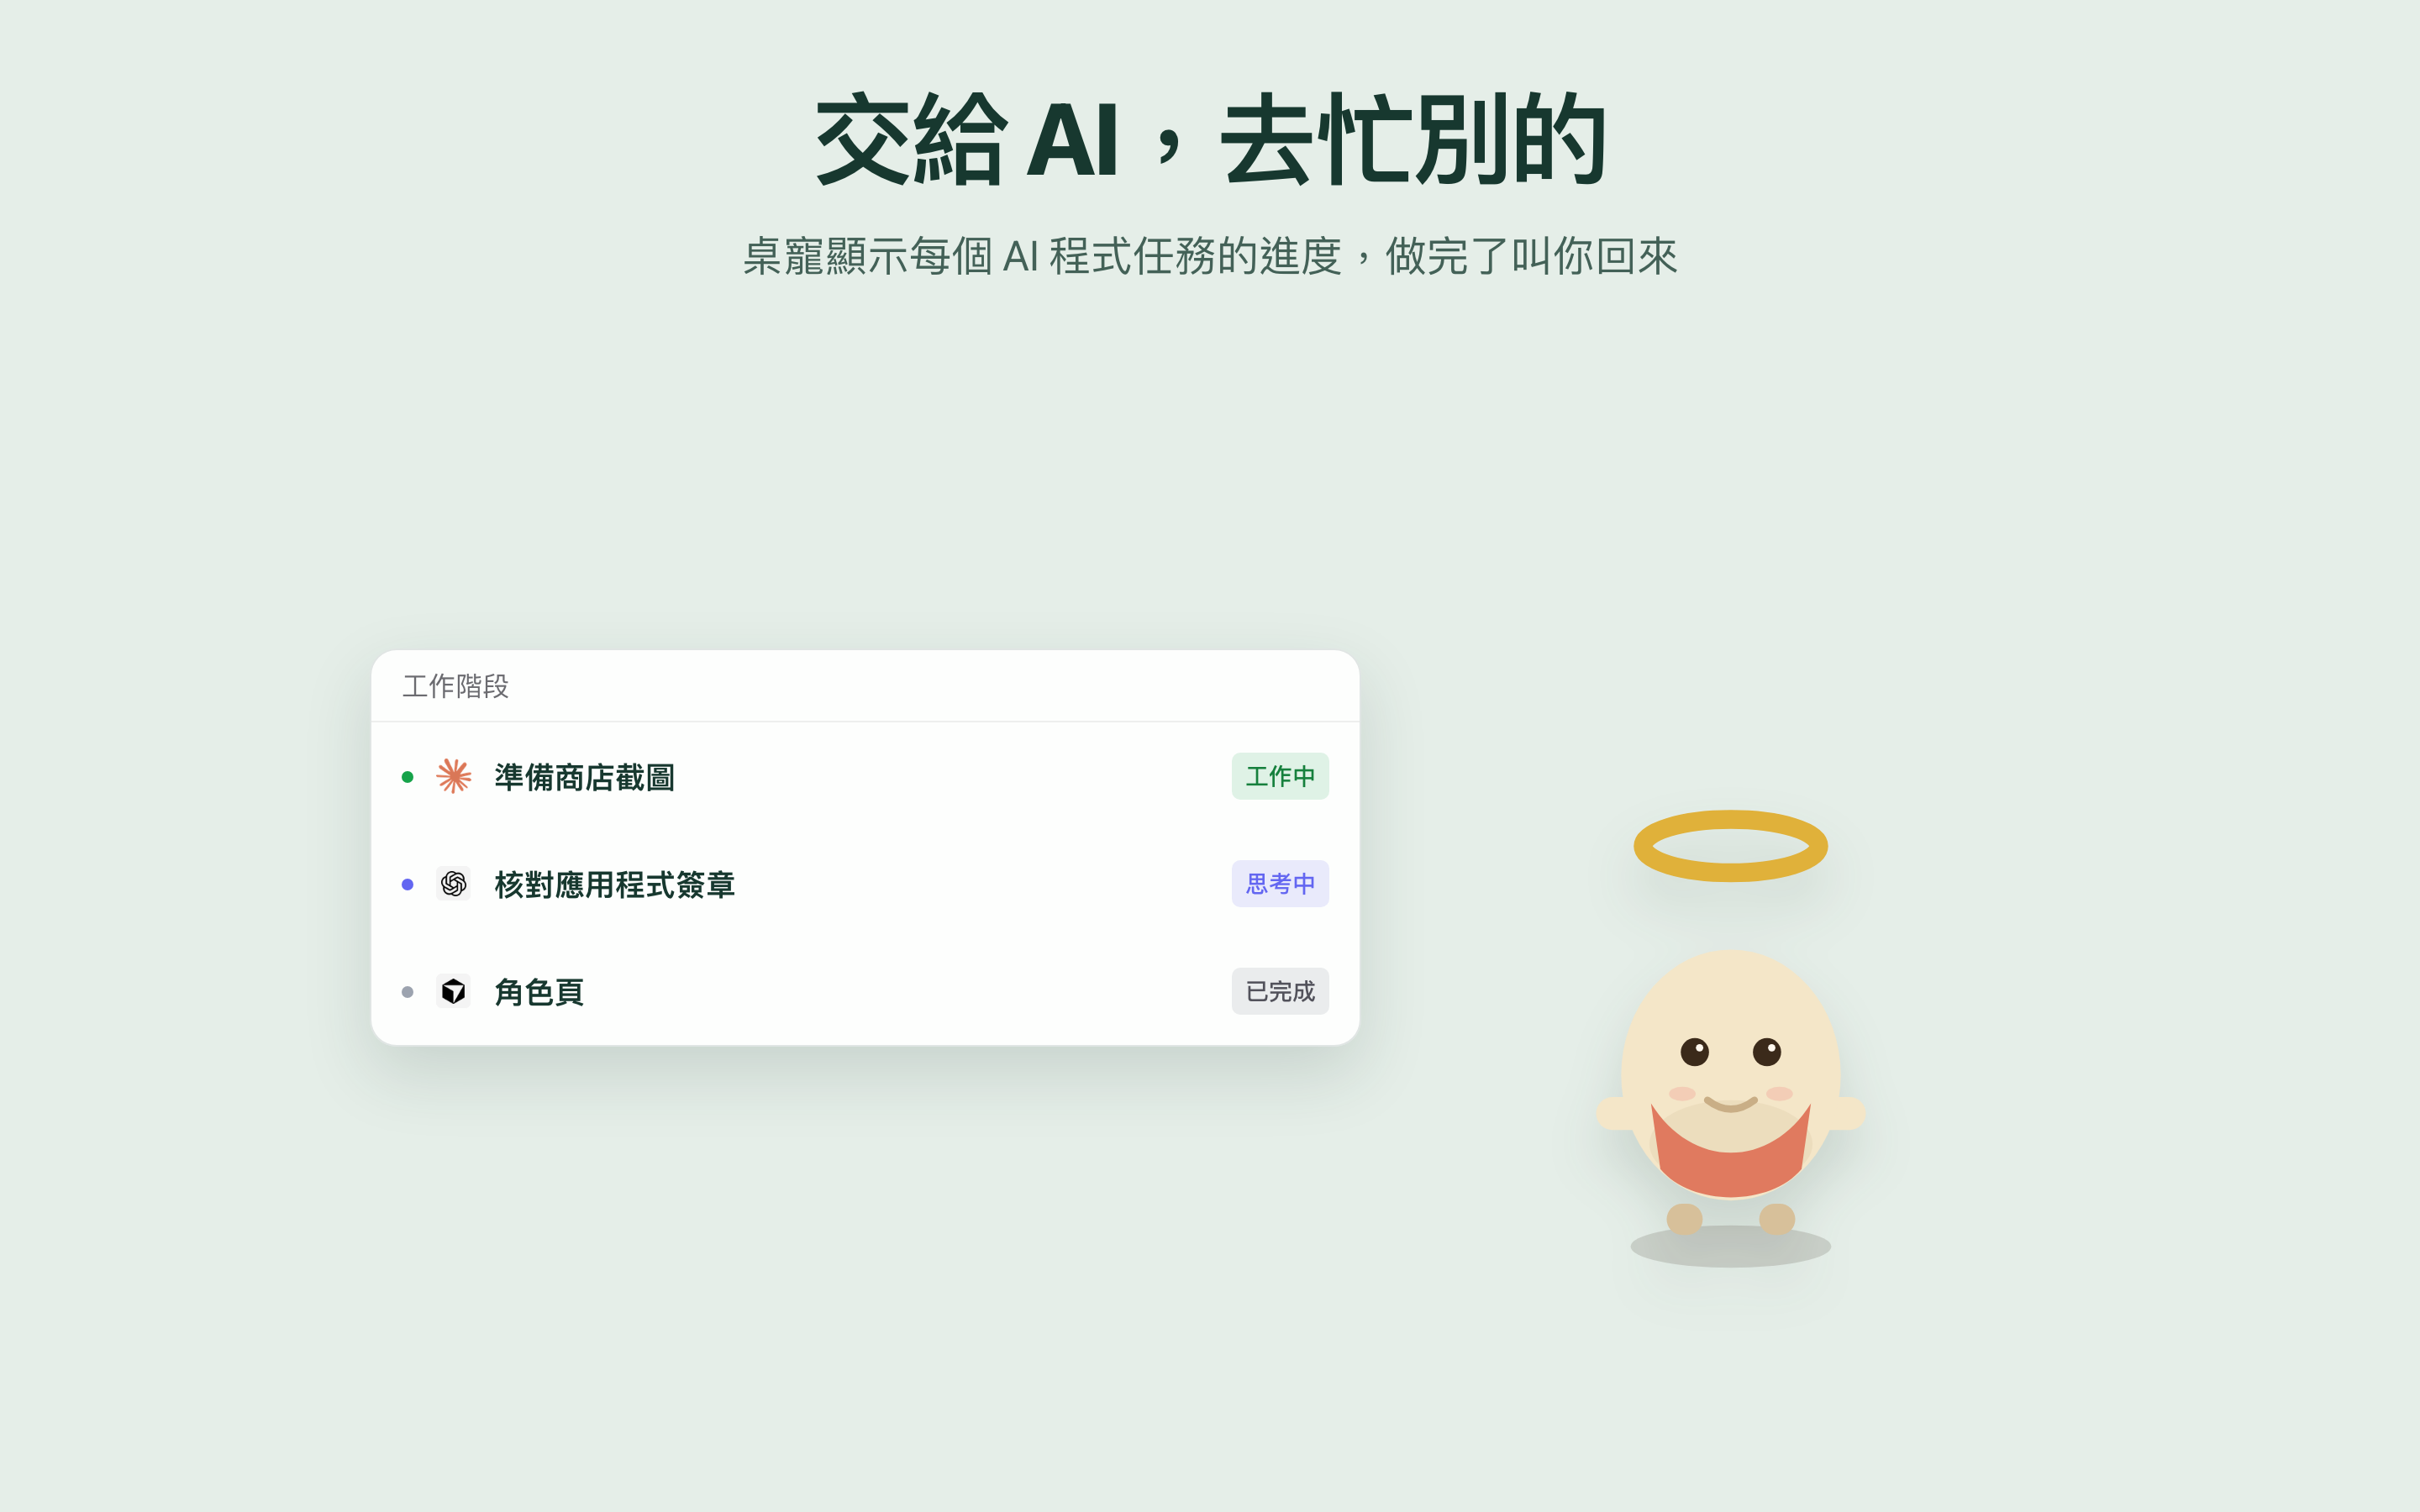 交給 AI，去忙別的
桌寵顯示每個 AI 程式任務的進度，做完了叫你回來
工作階段
準備商店截圖
工作中
核對應用程式簽章
思考中
角色頁
已完成